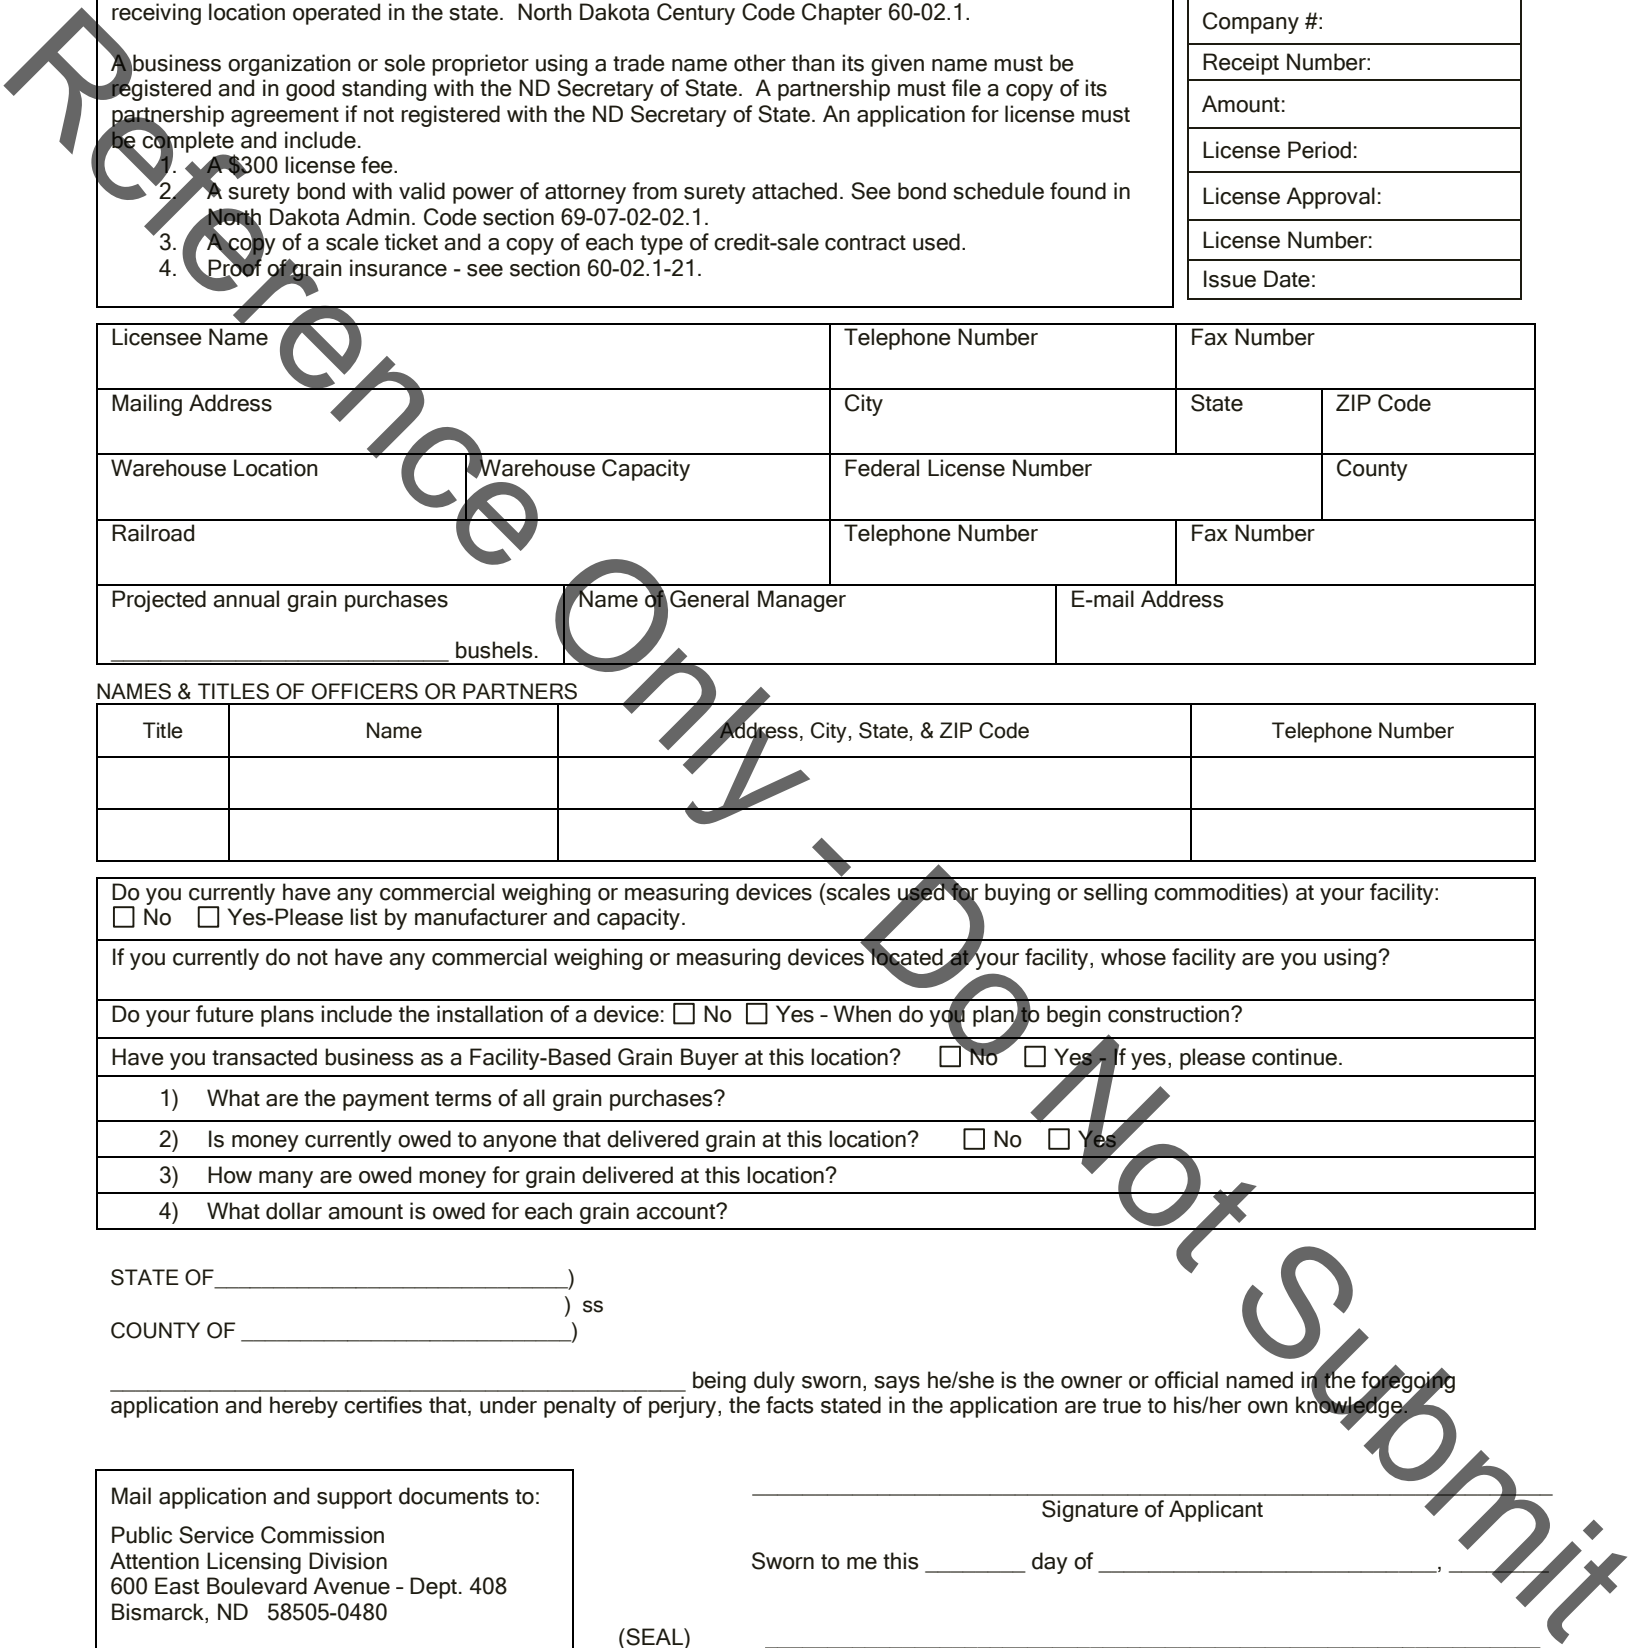 receiving location operated in the state.  North Dakota Century Code Chapter 60-02.1.
A business organization or sole proprietor using a trade name other than its given name must be
registered and in good standing with the ND Secretary of State.  A partnership must file a copy of its
partnership agreement if not registered with the ND Secretary of State. An application for license must
be complete and include.
1. A $300 license fee.
2. A surety bond with valid power of attorney from surety attached. See bond schedule found in
North Dakota Admin. Code section 69-07-02-02.1.
3. A copy of a scale ticket and a copy of each type of credit-sale contract used.
4. Proof of grain insurance - see section 60-02.1-21.
Company #:
Receipt Number:
Amount:
License Period:
License Approval:
License Number:
Issue Date:
Licensee Name Telephone Number Fax Number
Mailing Address City State ZIP Code
Warehouse Location Warehouse Capacity Federal License Number County
Railroad Telephone Number Fax Number
Projected annual grain purchases Name of General Manager E-mail Address
___________________________ bushels.
NAMES & TITLES OF OFFICERS OR PARTNERS
Title Name Address, City, State, & ZIP Code Telephone Number
Do you currently have any commercial weighing or measuring devices (scales used for buying or selling commodities) at your facility:
☐ No ☐ Yes-Please list by manufacturer and capacity.
If you currently do not have any commercial weighing or measuring devices located at your facility, whose facility are you using?
Do your future plans include the installation of a device: ☐ No ☐ Yes - When do you plan to begin construction?
Have you transacted business as a Facility-Based Grain Buyer at this location? ☐ No ☐ Yes - If yes, please continue.
1) What are the payment terms of all grain purchases?
2) Is money currently owed to anyone that delivered grain at this location? ☐ No ☐ Yes
3) How many are owed money for grain delivered at this location?
4) What dollar amount is owed for each grain account?
STATE OF____________________________)
) ss
COUNTY OF __________________________)
______________________________________________ being duly sworn, says he/she is the owner or official named in the foregoing
application and hereby certifies that, under penalty of perjury, the facts stated in the application are true to his/her own knowledge.
Mail application and support documents to:
Public Service Commission
Attention Licensing Division
600 East Boulevard Avenue - Dept. 408
Bismarck, ND   58505-0480
________________________________________________________________
Signature of Applicant
Sworn to me this ________ day of ___________________________, ________
(SEAL) ______________________________________________________________
Reference Only - Do Not Submit